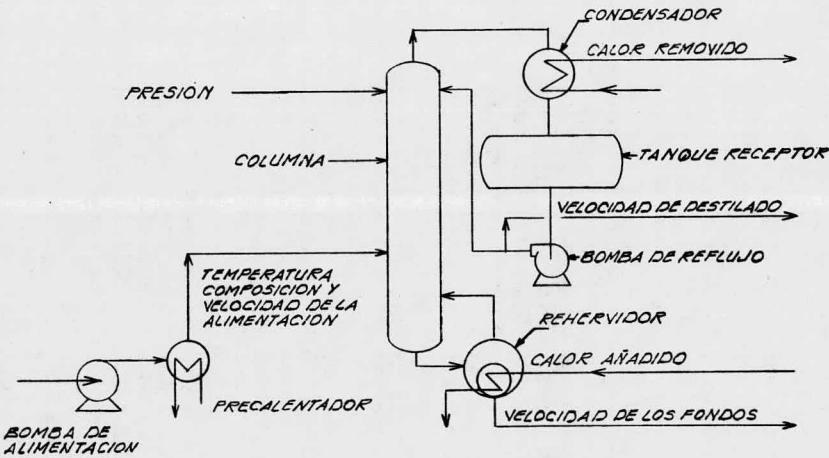 CONDENSADOR
CALOR REMOVIDO
PRESIÓN
COLUMNA
TANQUE RECEPTOR
VELOCIDAD DE DESTILADO
BOMBA DE REFLUJO
TEMPERATURA,
COMPOSICION Y
VELOCIDAD DE LA
ALIMENTACION
REHERVIDOR
CALOR AÑADIDO
PRECALENTADOR
VELOCIDAD DE LOS FONDOS
BOMBA DE
ALIMENTACION